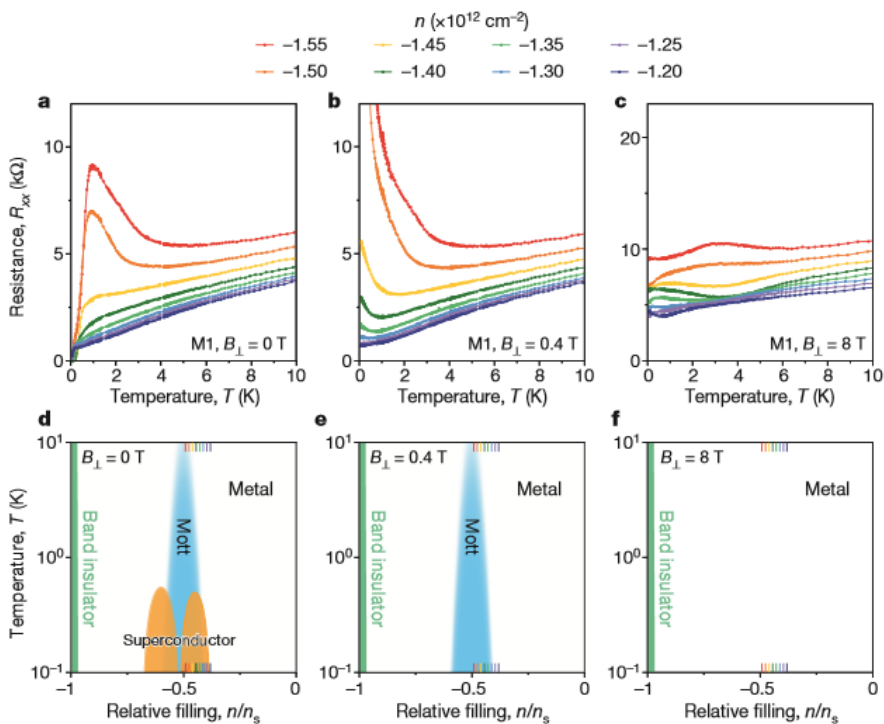 n (×10¹² cm⁻²)
−1.55 −1.45 −1.35 −1.25
−1.50 −1.40 −1.30 −1.20
a b c
Resistance, Rxx (kΩ)
10
5
0
M1, B⊥ = 0 T
0 2 4 6 8 10
Temperature, T (K)
10
5
0
M1, B⊥ = 0.4 T
0 2 4 6 8 10
Temperature, T (K)
20
10
0
M1, B⊥ = 8 T
0 2 4 6 8 10
Temperature, T (K)
d e f
Temperature, T (K)
10¹
10⁰
10⁻¹
B⊥ = 0 T
Metal
Mott
Band insulator
Superconductor
−1 −0.5 0
Relative filling, n/ns
10¹
10⁰
10⁻¹
B⊥ = 0.4 T
Metal
Mott
Band insulator
−1 −0.5 0
Relative filling, n/ns
10¹
10⁰
10⁻¹
B⊥ = 8 T
Metal
Band insulator
−1 −0.5 0
Relative filling, n/ns